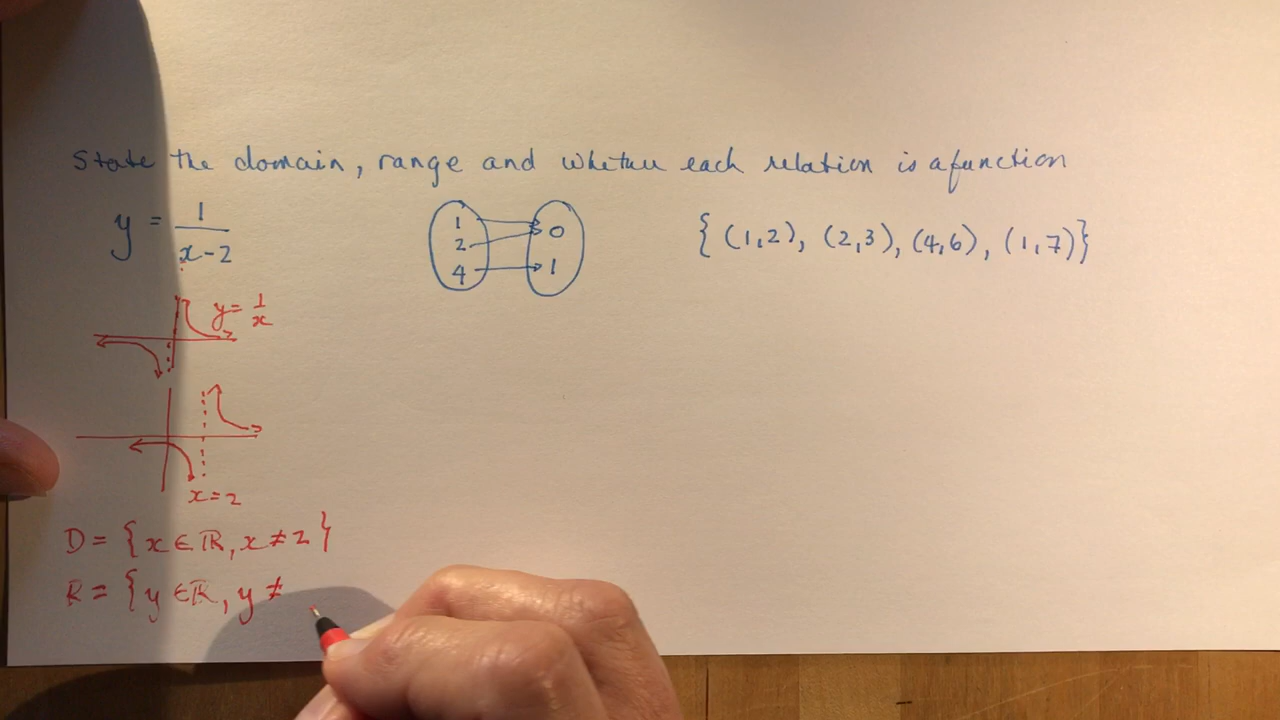 State the domain, range and whether each relation is a function
y = 1/(x-2)
1 2 4
0 1
{ (1,2), (2,3), (4,6), (1,7)}
y = 1/x
x=2
D = {x ∈ ℝ, x ≠ 2}
R = {y ∈ ℝ, y ≠